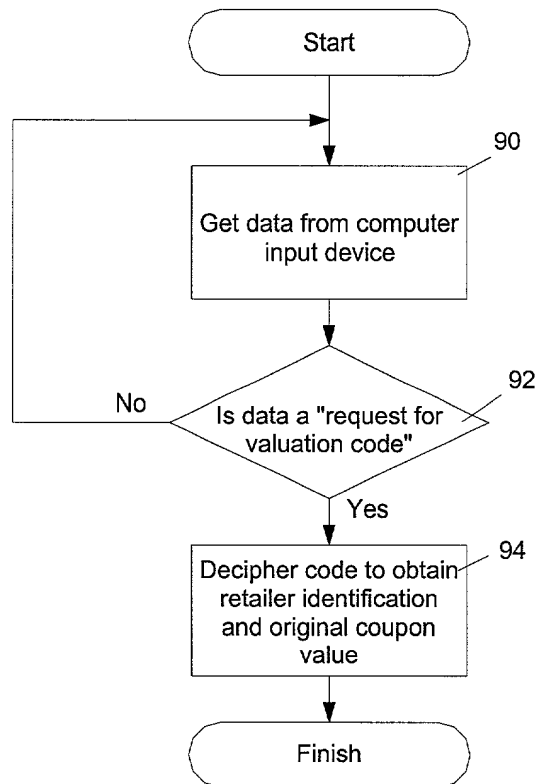 Start
90
Get data from computer
input device
92
No
Is data a "request for
valuation code"
Yes
94
Decipher code to obtain
retailer identification
and original coupon
value
Finish